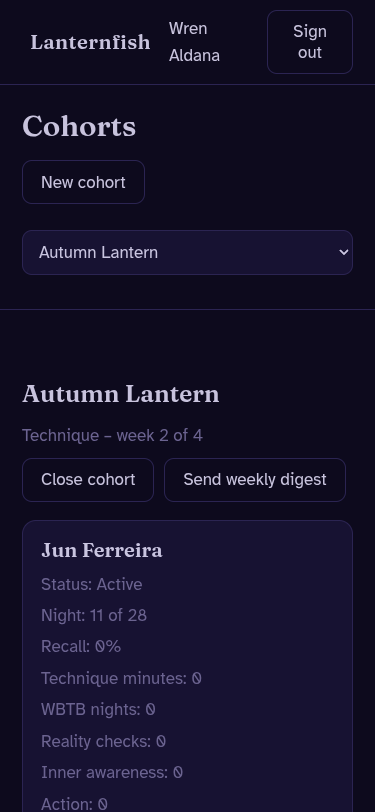 Lanternfish
Wren
Aldana
Sign
out
Cohorts
New cohort
Autumn Lantern
Autumn Lantern
Technique – week 2 of 4
Close cohort
Send weekly digest
Jun Ferreira
Status: Active
Night: 11 of 28
Recall: 0%
Technique minutes: 0
WBTB nights: 0
Reality checks: 0
Inner awareness: 0
Action: 0